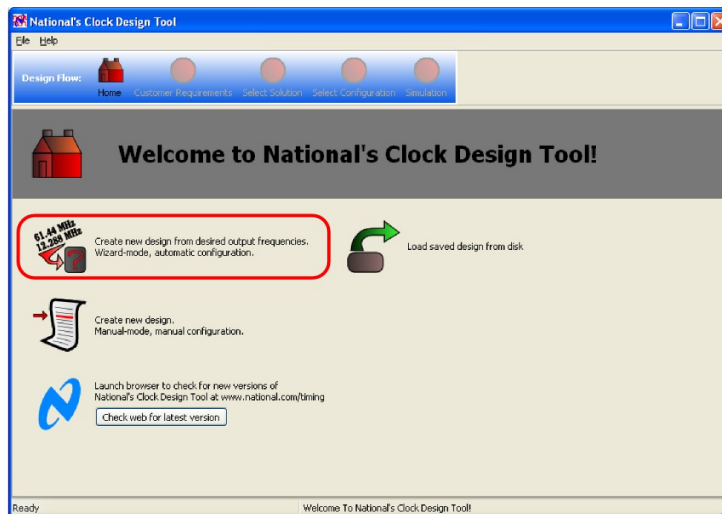 National's Clock Design Tool
File Help
Design Flow:
Home Customer Requirements Select Solution Select Configuration Simulation
Welcome to National's Clock Design Tool!
61.44 MHz
12.288 MHz
?
Create new design from desired output frequencies.
Wizard-mode, automatic configuration.
Load saved design from disk
Create new design.
Manual-mode, manual configuration.
Launch browser to check for new versions of
National's Clock Design Tool at www.national.com/timing
Check web for latest version
Ready Welcome To National's Clock Design Tool!